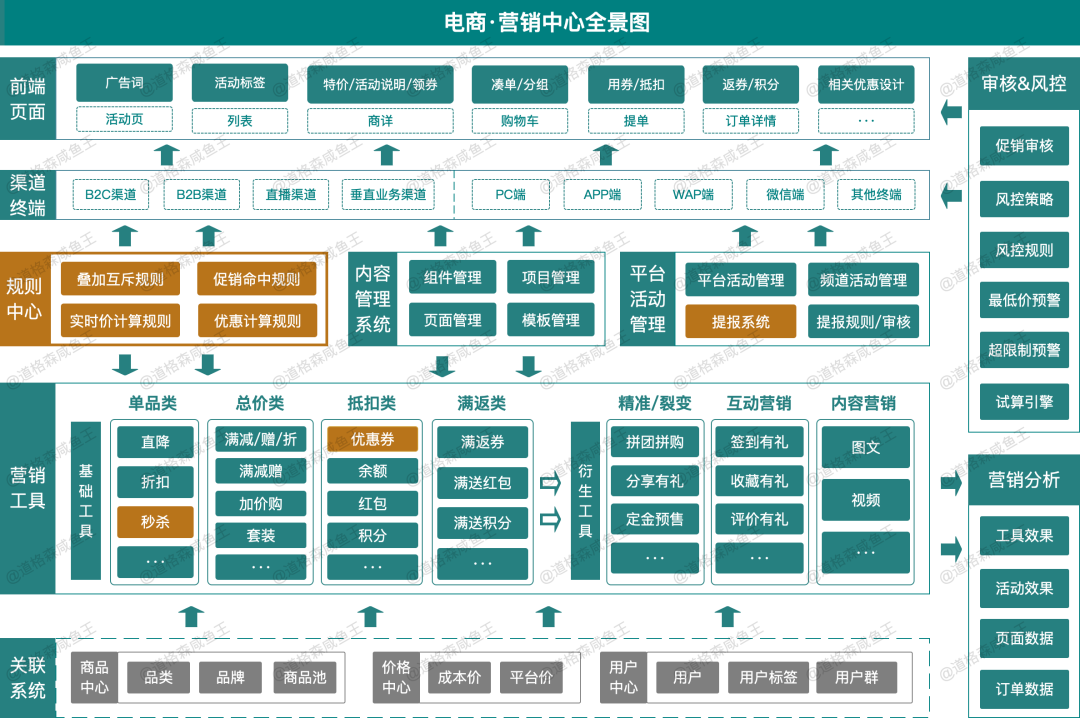 电商·营销中心全景图
前端
页面
广告词
活动标签
特价/活动说明/领券
凑单/分组
用券/抵扣
返券/积分
相关优惠设计
活动页
列表
商详
购物车
提单
订单详情
...
渠道
终端
B2C渠道
B2B渠道
直播渠道
垂直业务渠道
PC端
APP端
WAP端
微信端
其他终端
规则
中心
叠加互斥规则
促销命中规则
实时价计算规则
优惠计算规则
内容
管理
系统
组件管理
项目管理
页面管理
模板管理
平台
活动
管理
平台活动管理
频道活动管理
提报系统
提报规则/审核
营销
工具
基
础
工
具
单品类
直降
折扣
秒杀
...
总价类
满减/赠/折
满减赠
加价购
套装
...
抵扣类
优惠券
余额
红包
积分
...
满返类
满返券
满送红包
满送积分
...
衍
生
工
具
精准/裂变
拼团拼购
分享有礼
定金预售
...
互动营销
签到有礼
收藏有礼
评价有礼
...
内容营销
图文
视频
...
关联
系统
商品
中心
品类
品牌
商品池
价格
中心
成本价
平台价
用户
中心
用户
用户标签
用户群
审核&风控
促销审核
风控策略
风控规则
最低价预警
超限制预警
试算引擎
营销分析
工具效果
活动效果
页面数据
订单数据
@道格森咸鱼王